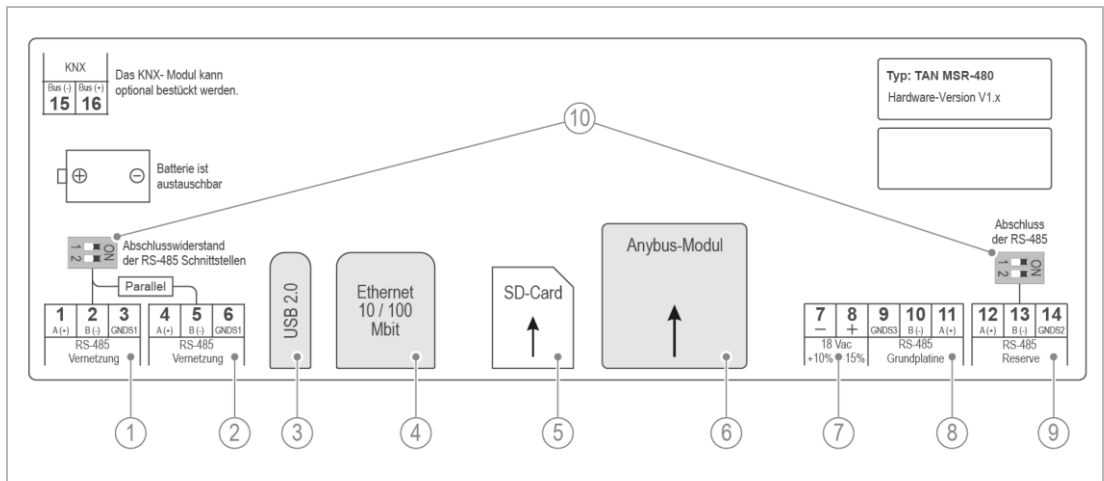 KNX
Bus (-) Bus (+)
15 16
Das KNX- Modul kann
optional bestückt werden.
Typ: TAN MSR-480
Hardware-Version V1.x
10
Batterie ist
austauschbar
1 2 ON
Abschlusswiderstand
der RS-485 Schnittstellen
Parallel
1 2 3
A (+) B (-) GNDS1
RS-485
Vernetzung
4 5 6
A (+) B (-) GNDS1
RS-485
Vernetzung
USB 2.0
Ethernet
10 / 100
Mbit
SD-Card
Anybus-Modul
7 8
– +
18 Vac
+10% - 15%
9 10 11
GNDS3 B (-) A (+)
RS-485
Grundplatine
Abschluss
der RS-485
1 2 ON
12 13 14
A (+) B (-) GNDS2
RS-485
Reserve
1 2 3 4 5 6 7 8 9